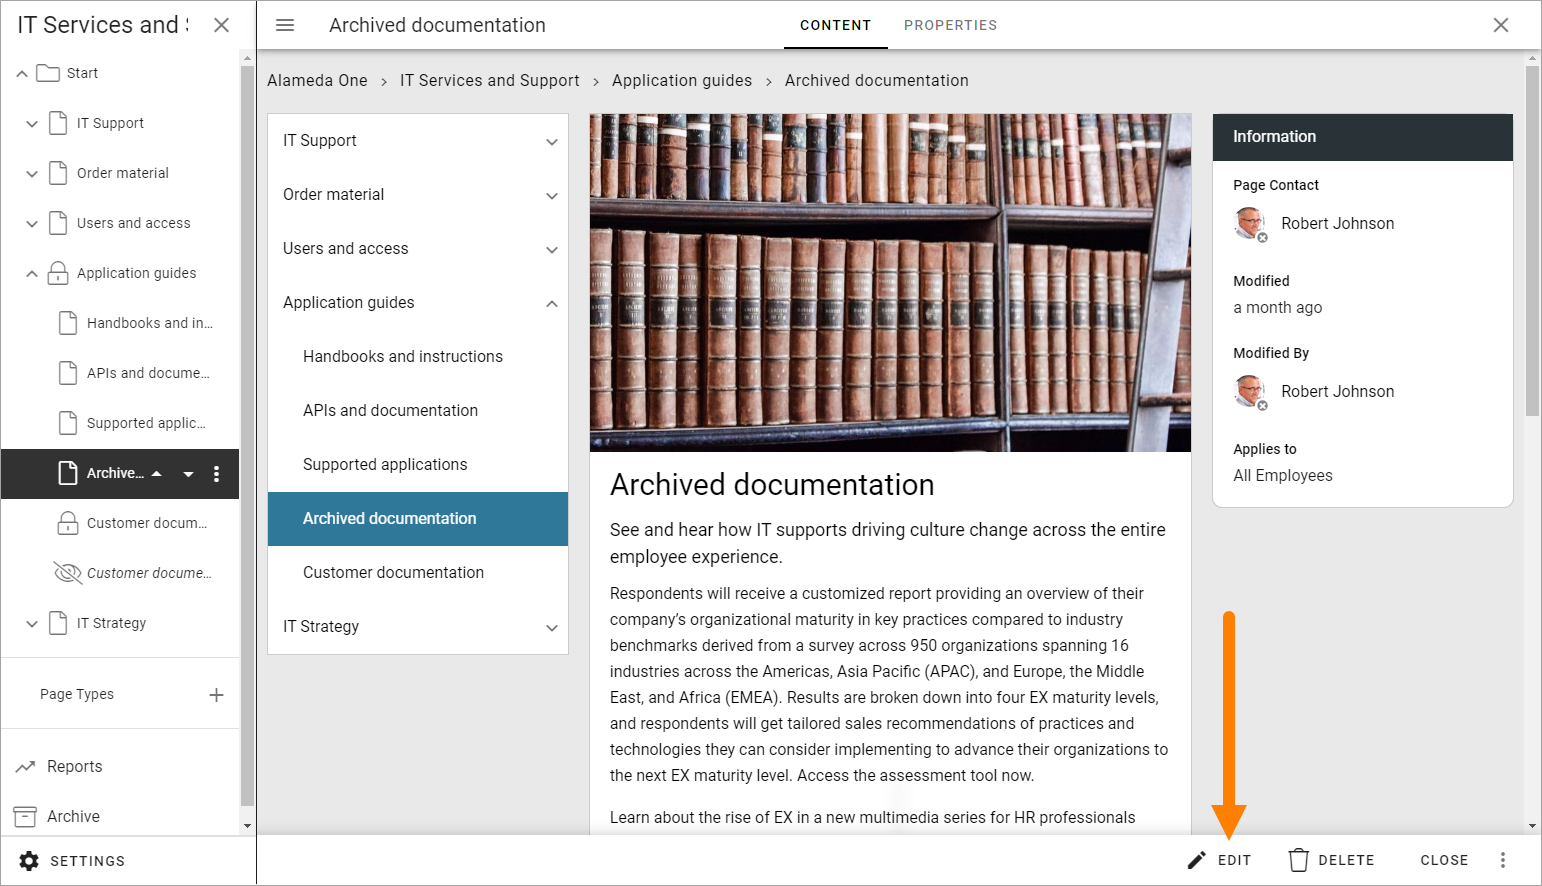 IT Services and S
Start
IT Support
Order material
Users and access
Application guides
Handbooks and in...
APIs and docume...
Supported applic...
Archive...
Customer docum...
Customer docume...
IT Strategy
Page Types
Reports
Archive
SETTINGS
Archived documentation
CONTENT
PROPERTIES
Alameda One > IT Services and Support > Application guides > Archived documentation
IT Support
Order material
Users and access
Application guides
Handbooks and instructions
APIs and documentation
Supported applications
Archived documentation
Customer documentation
IT Strategy
Archived documentation
See and hear how IT supports driving culture change across the entire
employee experience.
Respondents will receive a customized report providing an overview of their
company’s organizational maturity in key practices compared to industry
benchmarks derived from a survey across 950 organizations spanning 16
industries across the Americas, Asia Pacific (APAC), and Europe, the Middle
East, and Africa (EMEA). Results are broken down into four EX maturity levels,
and respondents will get tailored sales recommendations of practices and
technologies they can consider implementing to advance their organizations to
the next EX maturity level. Access the assessment tool now.
Learn about the rise of EX in a new multimedia series for HR professionals
Information
Page Contact
Robert Johnson
Modified
a month ago
Modified By
Robert Johnson
Applies to
All Employees
EDIT
DELETE
CLOSE